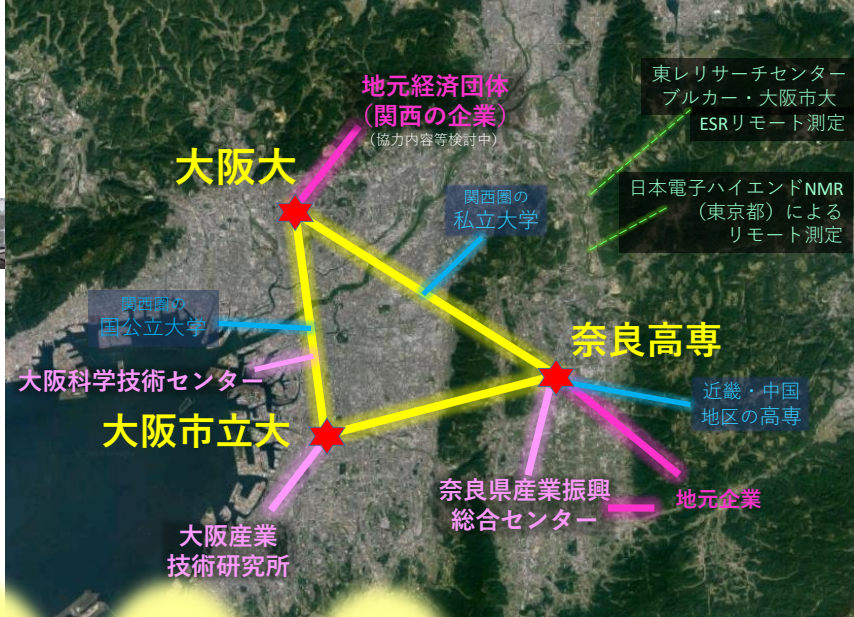 地元経済団体
（関西の企業）
（協力内容等検討中）
東レリサーチセンター
ブルカー・大阪市大
ESRリモート測定
大阪大
関西圏の
私立大学
日本電子ハイエンドNMR
（東京都）による
リモート測定
関西圏の
国公立大学
奈良高専
大阪科学技術センター
近畿・中国
地区の高専
大阪市立大
奈良県産業振興
総合センター
地元企業
大阪産業
技術研究所